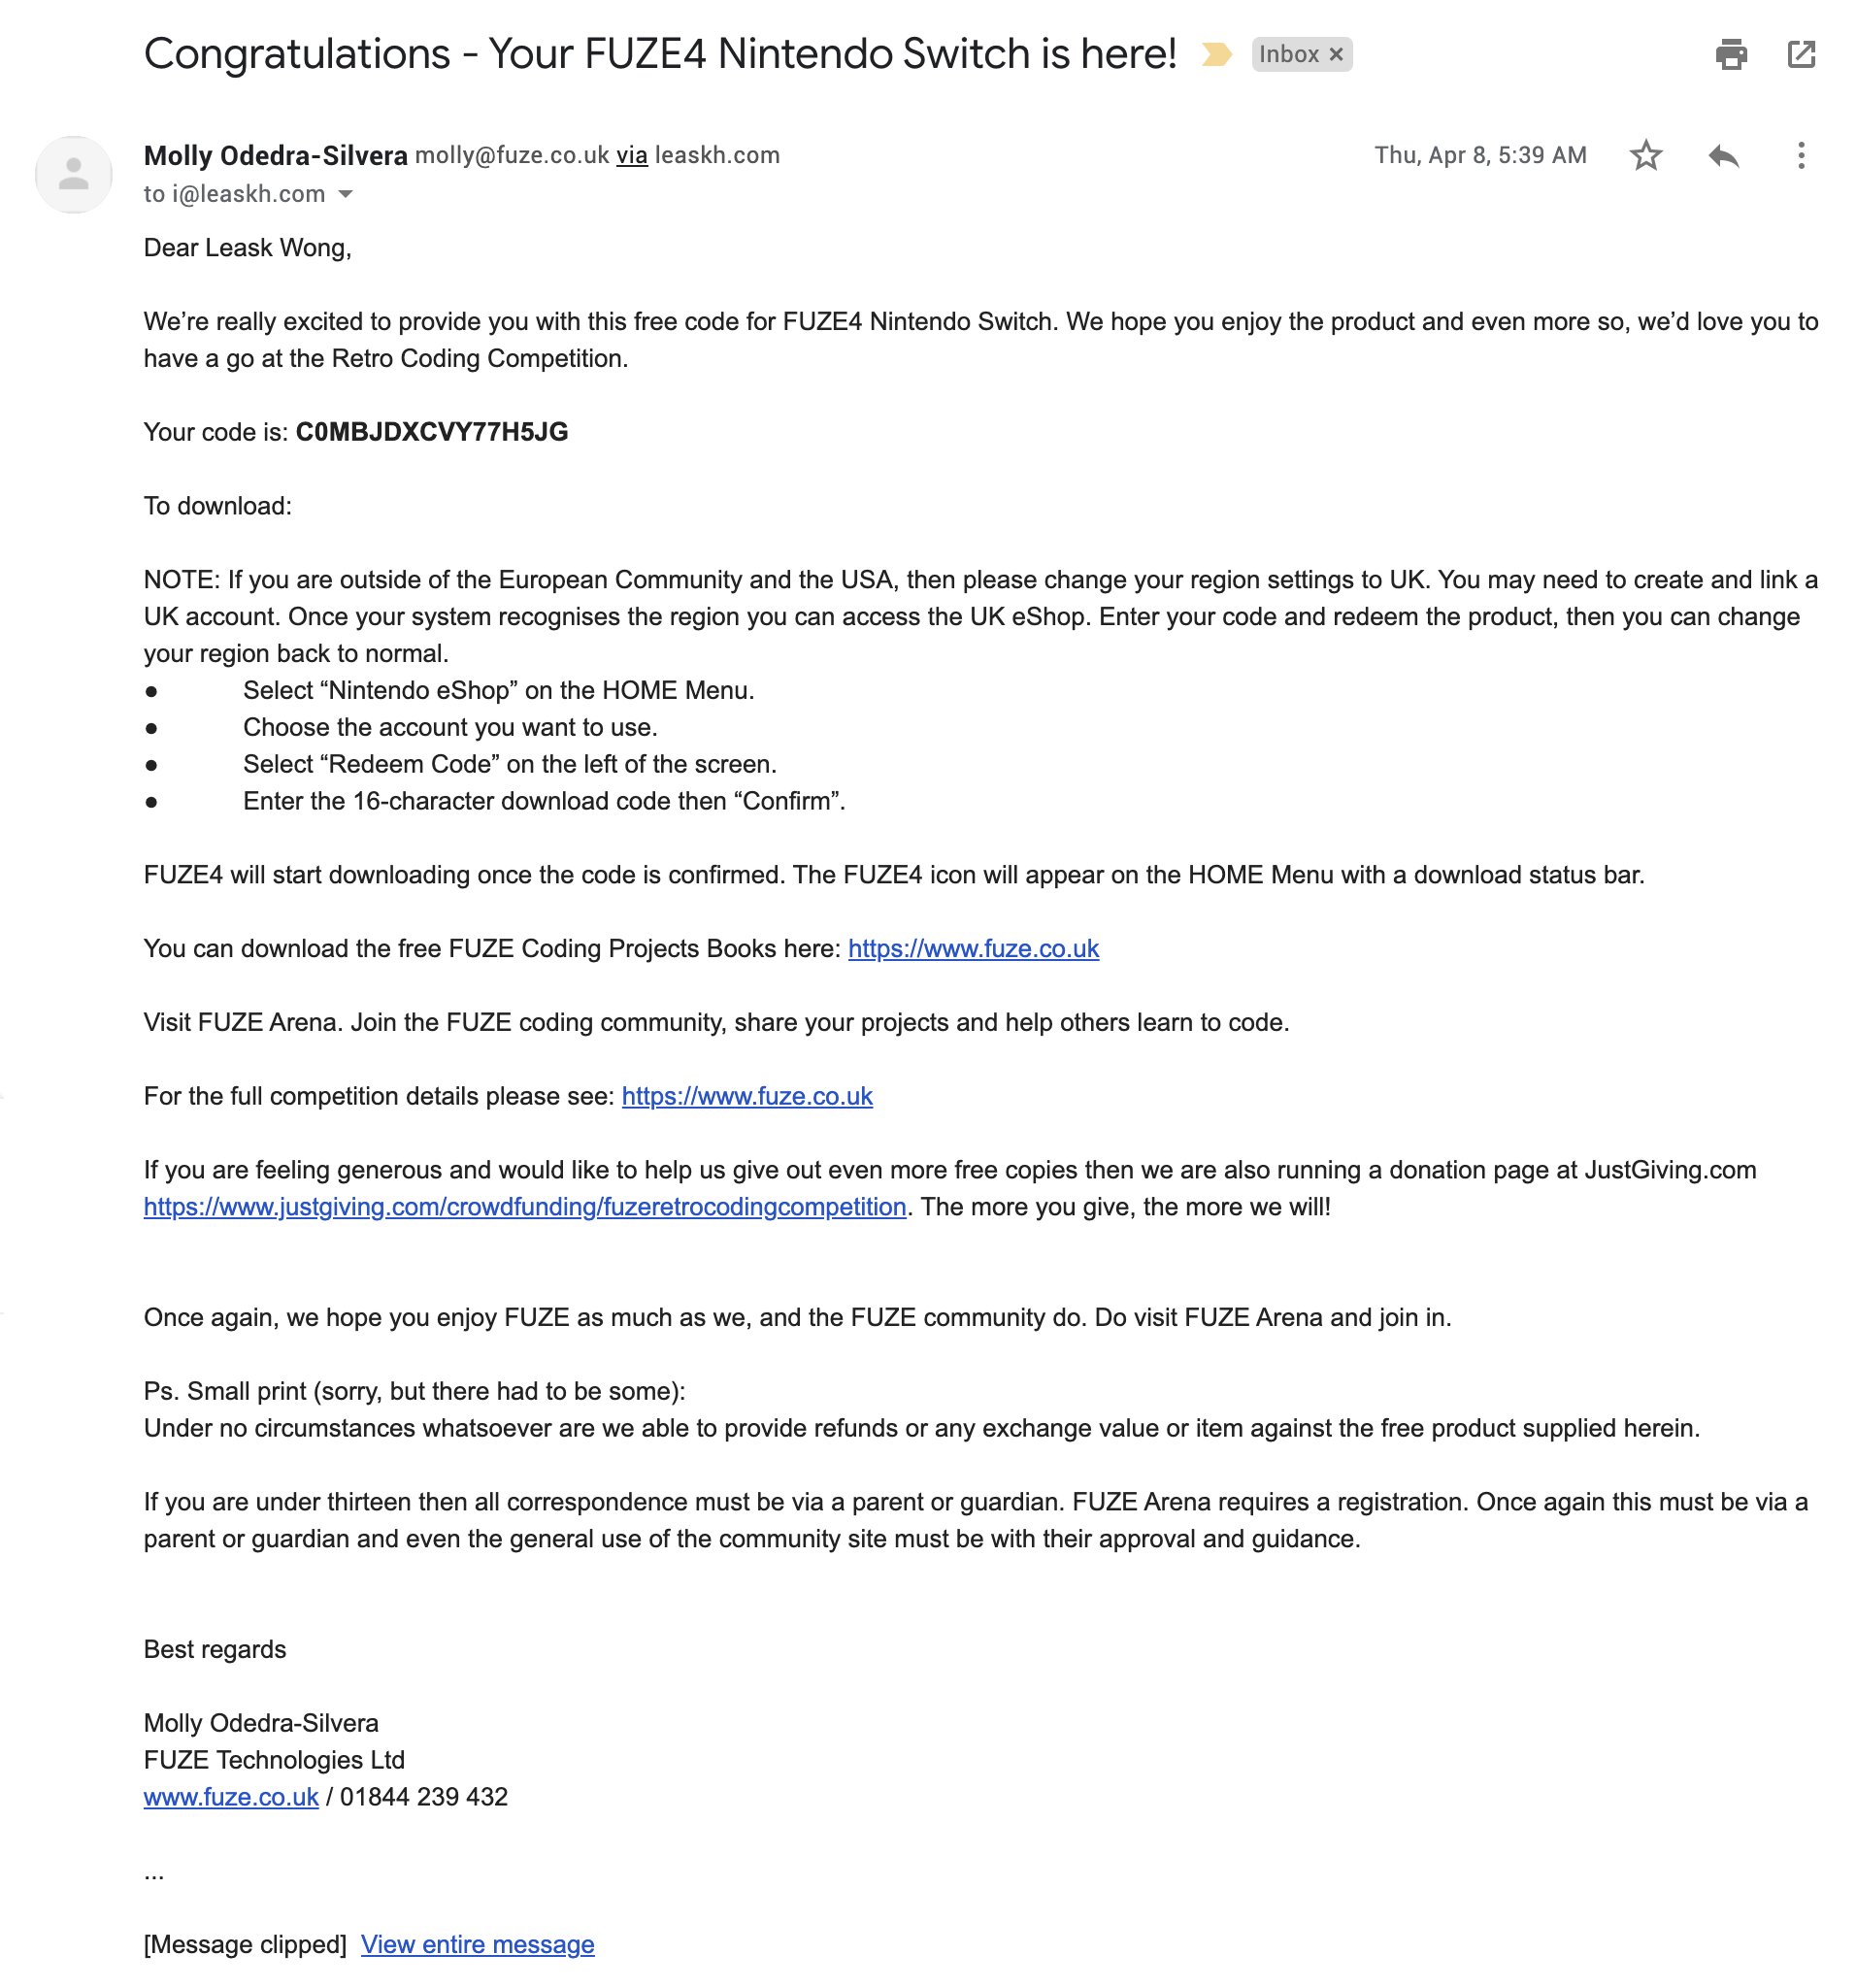 Congratulations - Your FUZE4 Nintendo Switch is here! Inbox ×
Molly Odedra-Silvera molly@fuze.co.uk via leaskh.com Thu, Apr 8, 5:39 AM
to i@leaskh.com
Dear Leask Wong,
We’re really excited to provide you with this free code for FUZE4 Nintendo Switch. We hope you enjoy the product and even more so, we’d love you to
have a go at the Retro Coding Competition.
Your code is: C0MBJDXCVY77H5JG
To download:
NOTE: If you are outside of the European Community and the USA, then please change your region settings to UK. You may need to create and link a
UK account. Once your system recognises the region you can access the UK eShop. Enter your code and redeem the product, then you can change
your region back to normal.
● Select “Nintendo eShop” on the HOME Menu.
● Choose the account you want to use.
● Select “Redeem Code” on the left of the screen.
● Enter the 16-character download code then “Confirm”.
FUZE4 will start downloading once the code is confirmed. The FUZE4 icon will appear on the HOME Menu with a download status bar.
You can download the free FUZE Coding Projects Books here: https://www.fuze.co.uk
Visit FUZE Arena. Join the FUZE coding community, share your projects and help others learn to code.
For the full competition details please see: https://www.fuze.co.uk
If you are feeling generous and would like to help us give out even more free copies then we are also running a donation page at JustGiving.com
https://www.justgiving.com/crowdfunding/fuzeretrocodingcompetition. The more you give, the more we will!
Once again, we hope you enjoy FUZE as much as we, and the FUZE community do. Do visit FUZE Arena and join in.
Ps. Small print (sorry, but there had to be some):
Under no circumstances whatsoever are we able to provide refunds or any exchange value or item against the free product supplied herein.
If you are under thirteen then all correspondence must be via a parent or guardian. FUZE Arena requires a registration. Once again this must be via a
parent or guardian and even the general use of the community site must be with their approval and guidance.
Best regards
Molly Odedra-Silvera
FUZE Technologies Ltd
www.fuze.co.uk / 01844 239 432
...
[Message clipped] View entire message